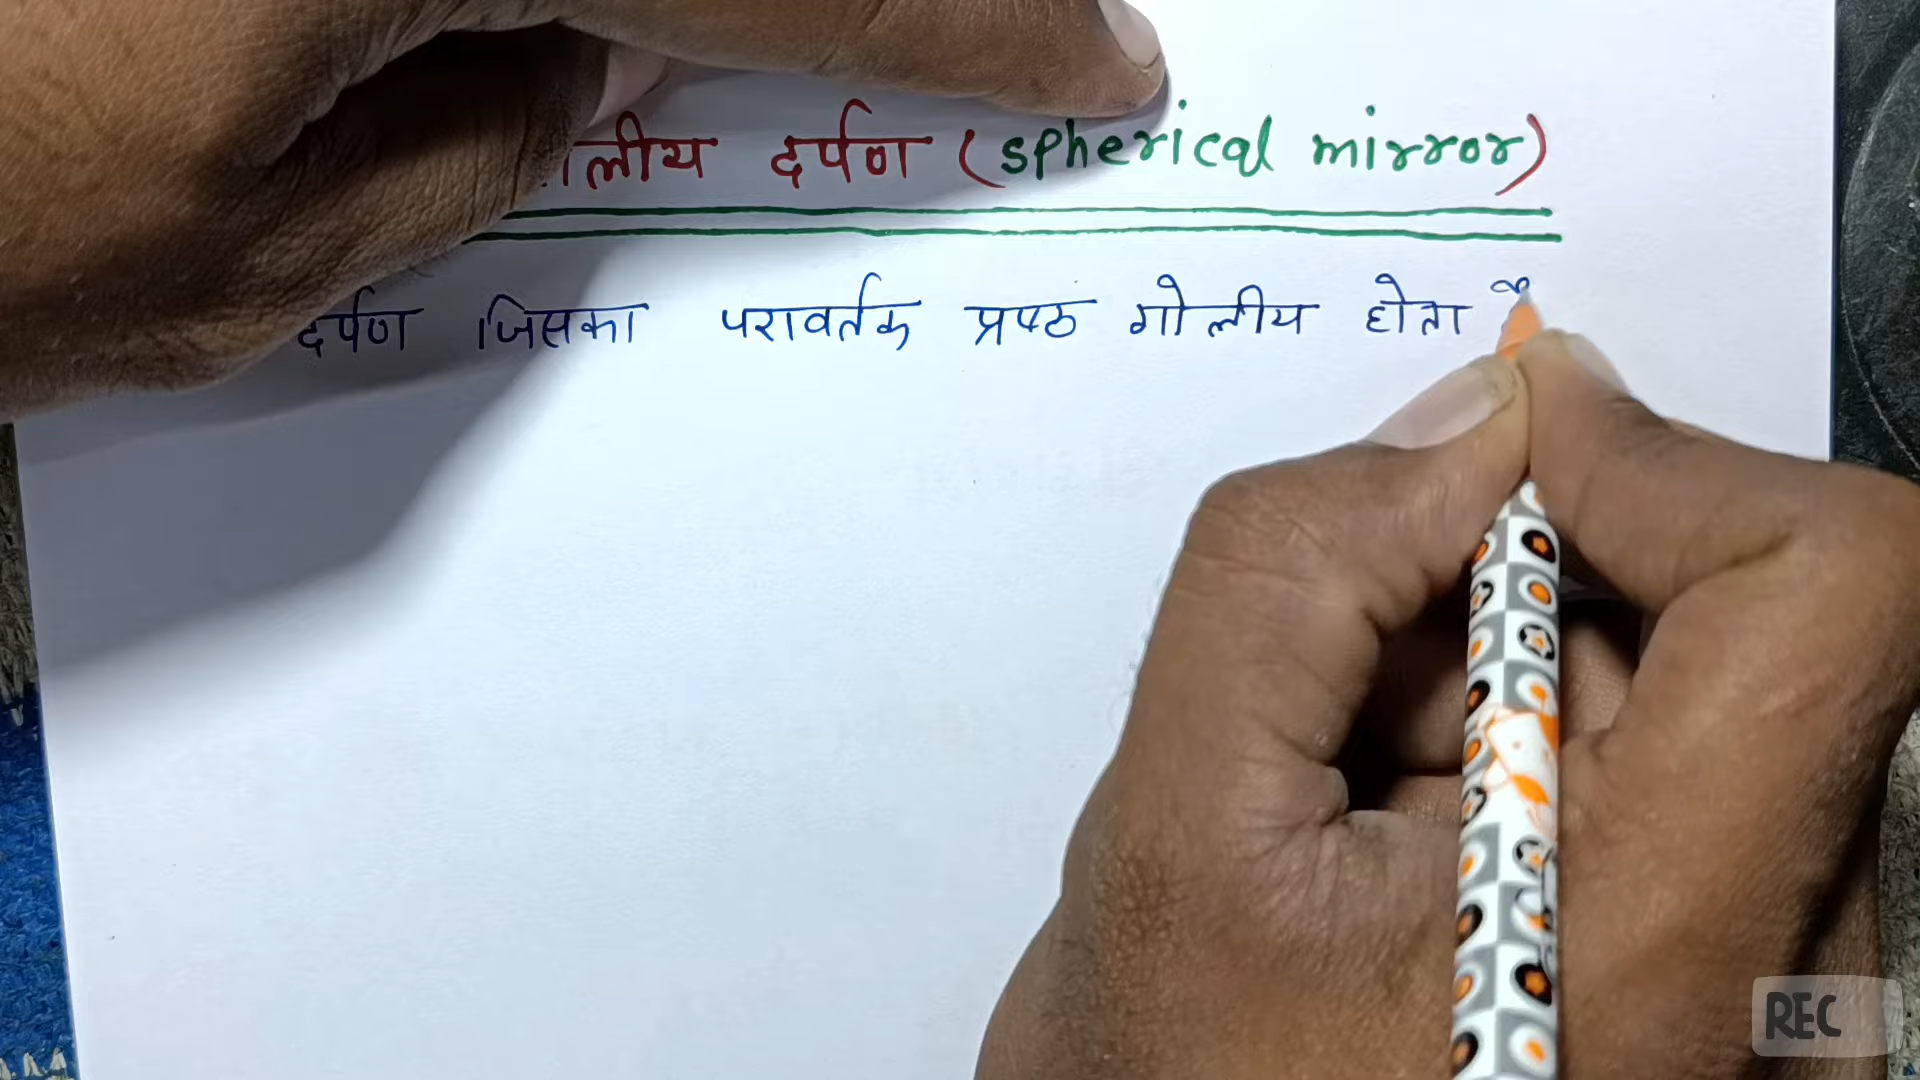 दर्पण (spherical mirror)
दर्पण जिसका परावर्तक प्रष्ठ गोलीय होता
REC